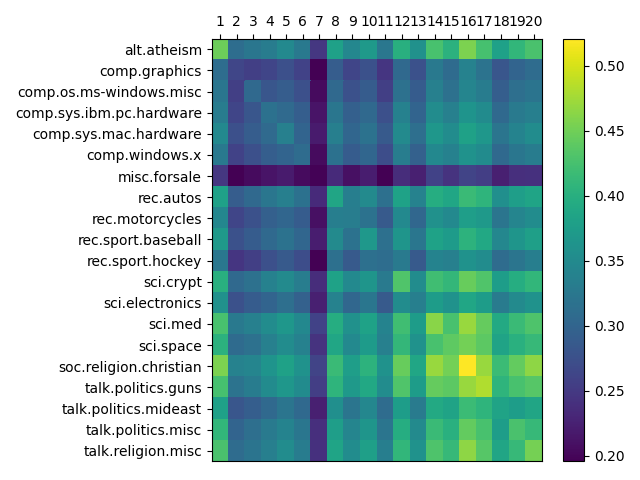 1 2 3 4 5 6 7 8 9 10 11 12 13 14 15 16 17 18 19 20
alt.atheism
comp.graphics
comp.os.ms-windows.misc
comp.sys.ibm.pc.hardware
comp.sys.mac.hardware
comp.windows.x
misc.forsale
rec.autos
rec.motorcycles
rec.sport.baseball
rec.sport.hockey
sci.crypt
sci.electronics
sci.med
sci.space
soc.religion.christian
talk.politics.guns
talk.politics.mideast
talk.politics.misc
talk.religion.misc
0.50
0.45
0.40
0.35
0.30
0.25
0.20